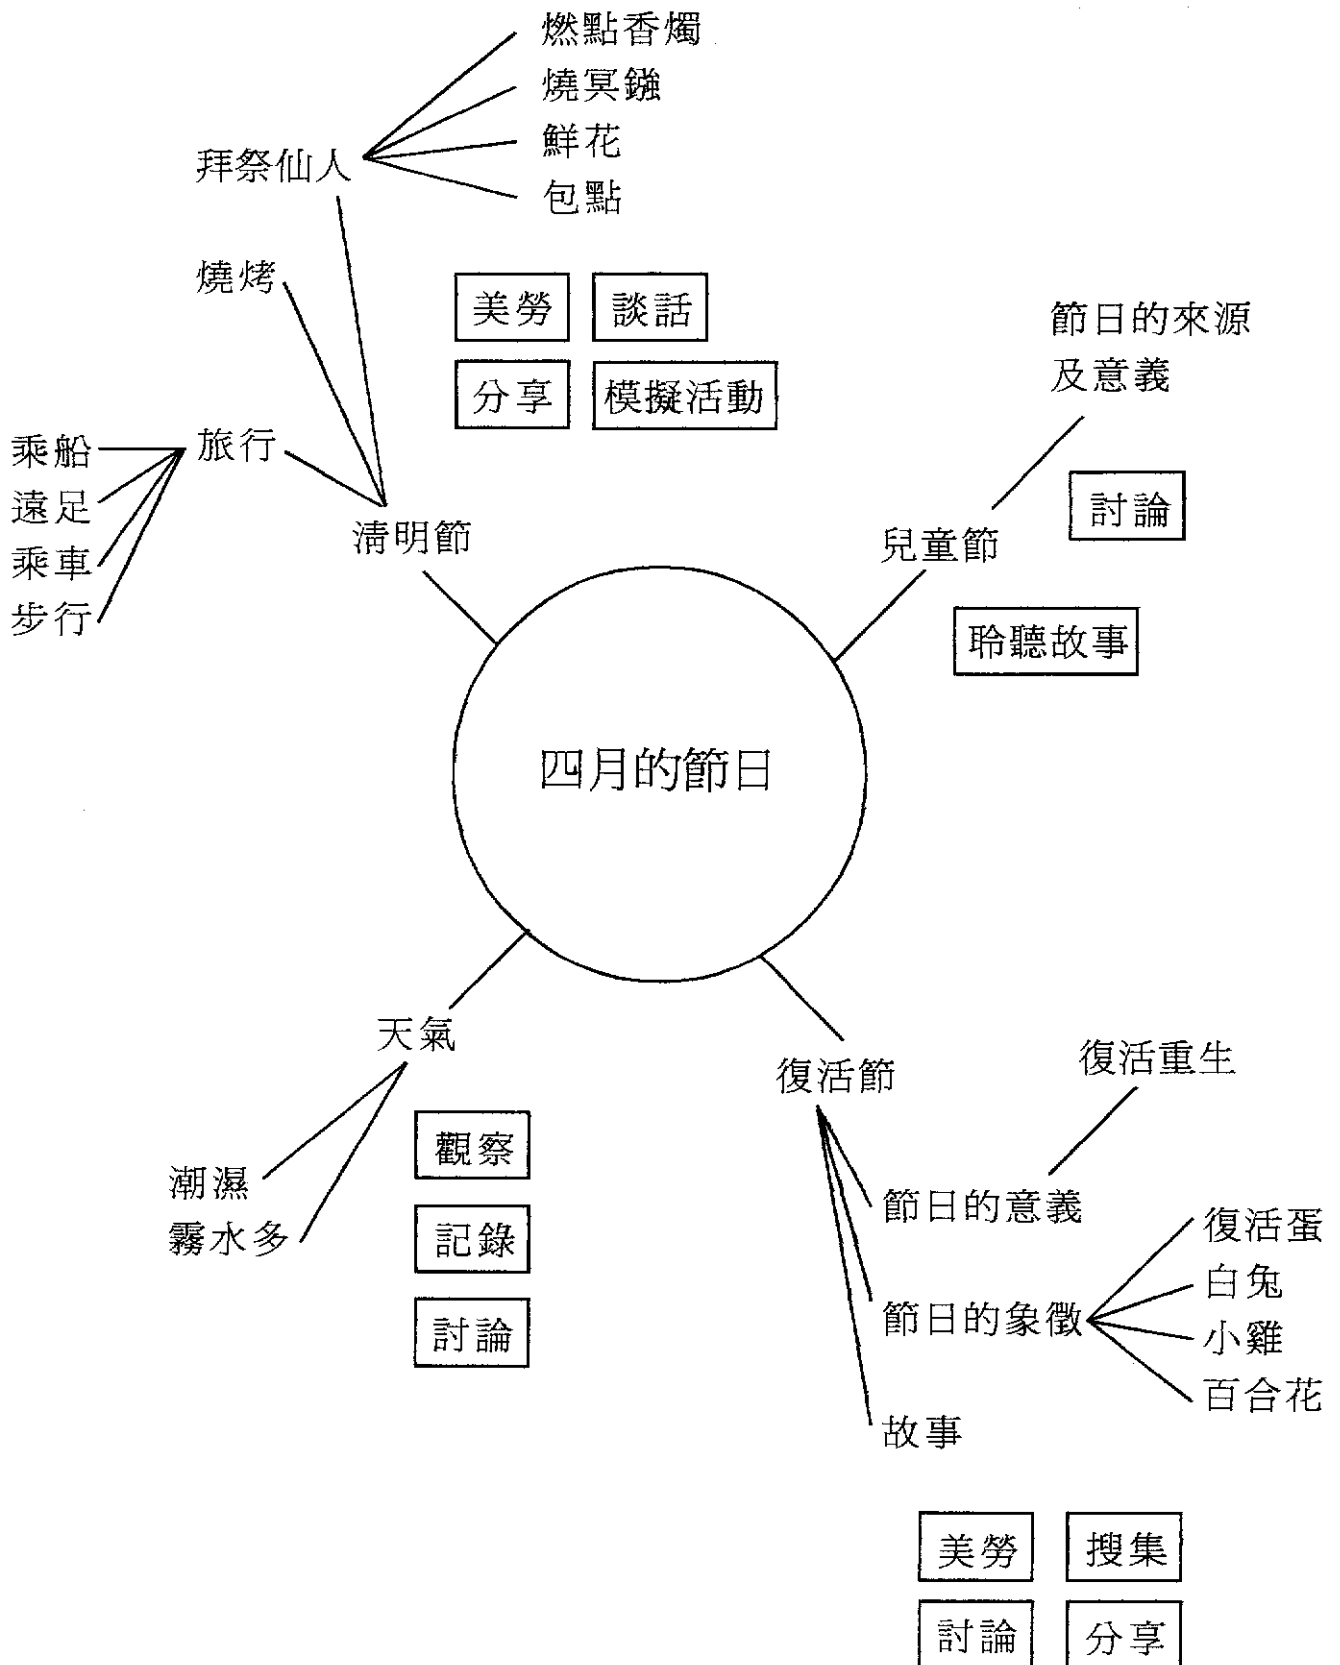 燃點香燭
燒冥鏹
鮮花
包點
拜祭仙人
燒烤
旅行
乘船
遠足
乘車
步行
清明節
美勞
談話
分享
模擬活動
節日的來源
及意義
討論
兒童節
聆聽故事
四月的節日
天氣
潮濕
霧水多
觀察
記錄
討論
復活節
復活重生
節日的意義
節日的象徵
復活蛋
白兔
小雞
百合花
故事
美勞
搜集
討論
分享